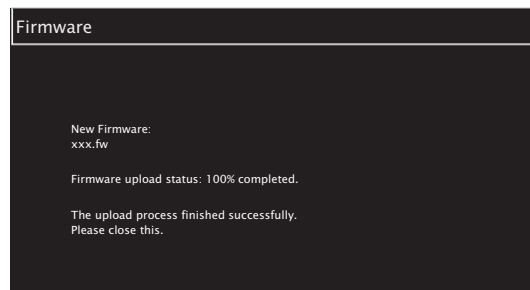 Firmware
New Firmware:
xxx.fw
Firmware upload status: 100% completed.
The upload process finished successfully.
Please close this.